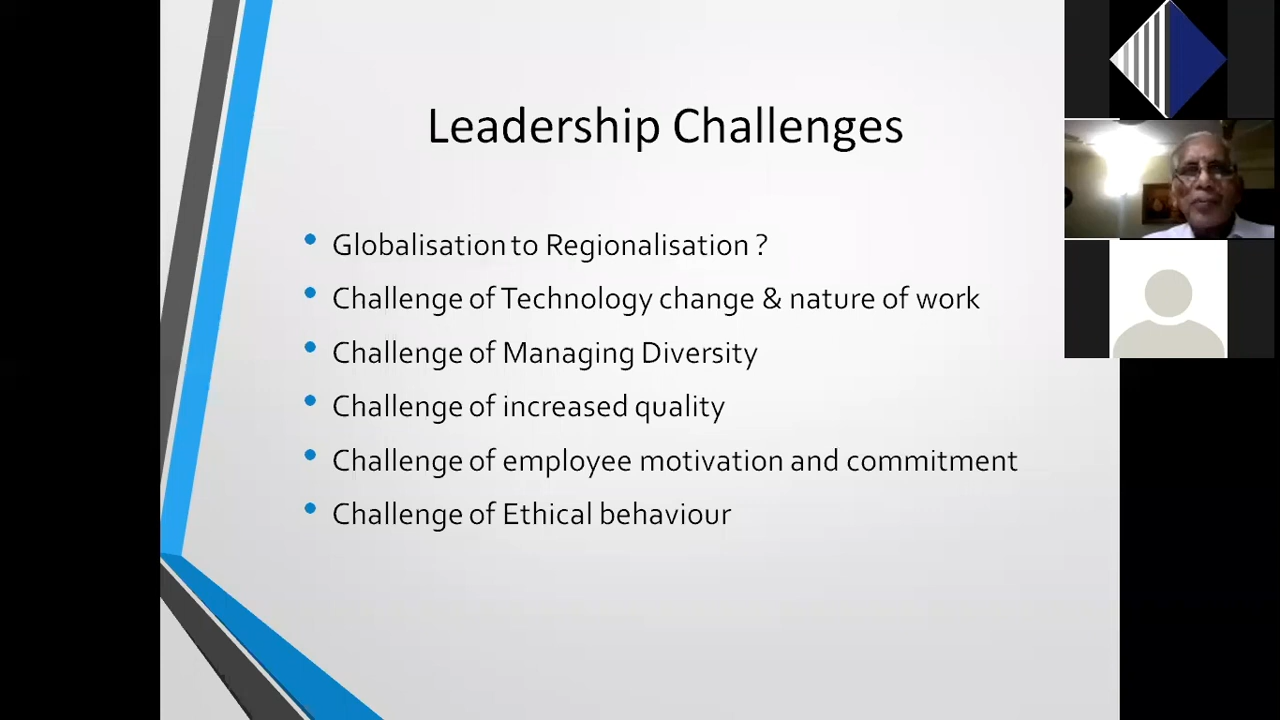 Leadership Challenges
Globalisation to Regionalisation ?
Challenge of Technology change & nature of work
Challenge of Managing Diversity
Challenge of increased quality
Challenge of employee motivation and commitment
Challenge of Ethical behaviour